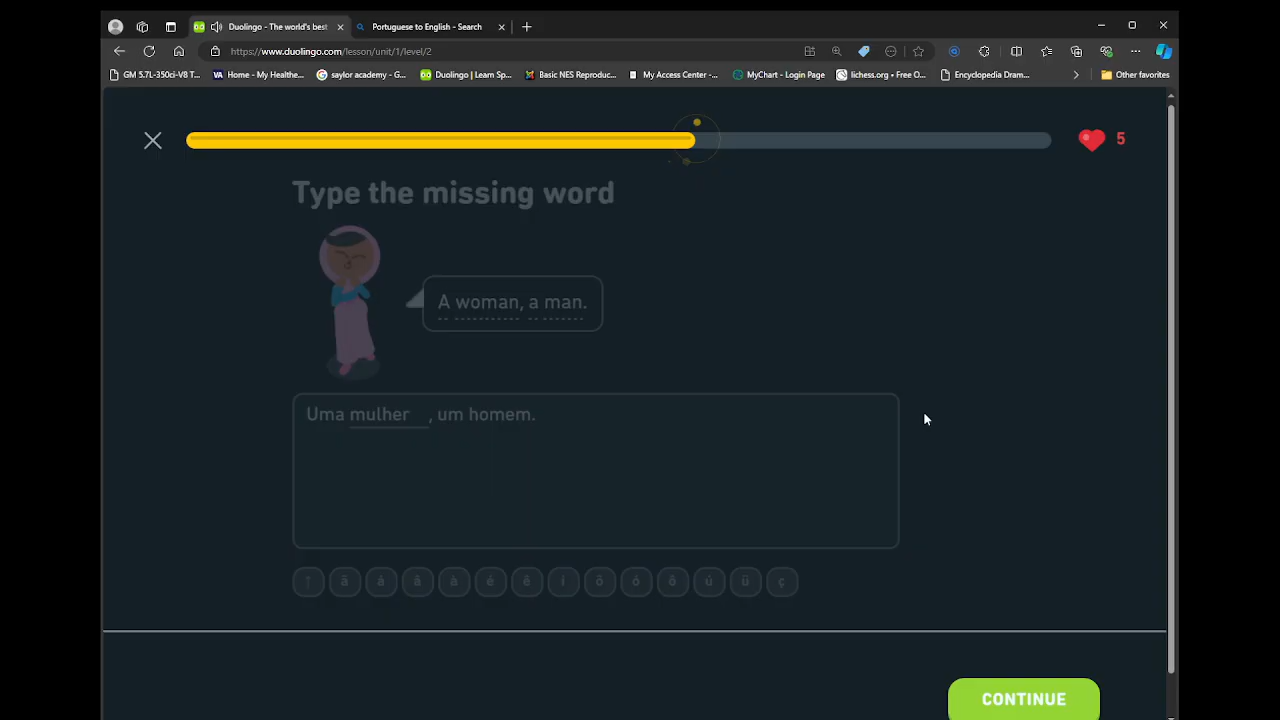 Duolingo - The world's best
Portuguese to English - Search
https://www.duolingo.com/lesson/unit/1/level/2
GM 5.7L-350ci-V8 T...
Home - My Healthe...
saylor academy - G...
Duolingo | Learn Sp...
Basic NES Reproduc...
My Access Center -...
MyChart - Login Page
lichess.org • Free O...
Encyclopedia Dram...
Other favorites
5
Type the missing word
A woman, a man.
Uma mulher , um homem.
↑ ã á â à é ê í õ ó ô ú ü ç
CONTINUE